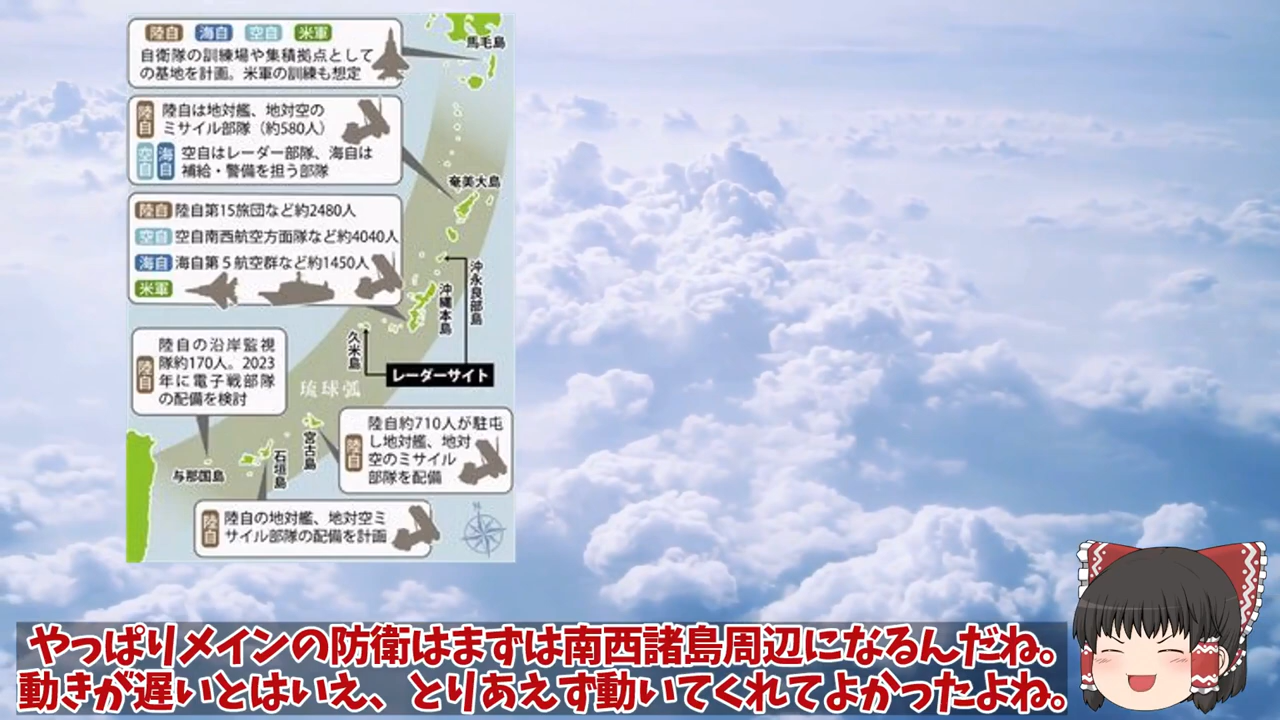 陸自 海自 空自 米軍
自衛隊の訓練場や集積拠点として
の基地を計画。米軍の訓練も想定
馬毛島
陸自
陸自は地対艦、地対空の
ミサイル部隊（約580人）
空自 海自
空自はレーダー部隊、海自は
補給・警備を担う部隊
奄美大島
陸自 陸自第15旅団など約2480人
空自 空自南西航空方面隊など約4040人
海自 海自第5航空群など約1450人
米軍
沖永良部島
沖縄本島
久米島
レーダーサイト
陸自
陸自の沿岸監視
隊約170人。2023
年に電子戦部隊
の配備を検討
琉球弧
陸自
陸自約710人が駐屯
し地対艦、地対
空のミサイル
部隊を配備
宮古島
石垣島
与那国島
陸自
陸自の地対艦、地対空ミ
サイル部隊の配備を計画
N
やっぱりメインの防衛はまずは南西諸島周辺になるんだね。
動きが遅いとはいえ、とりあえず動いてくれてよかったよね。